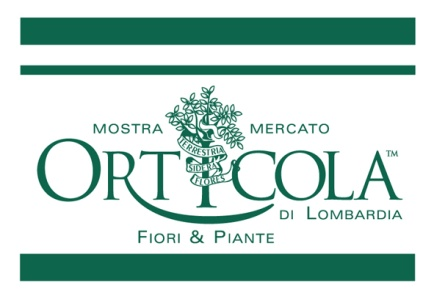 MOSTRA MERCATO
TERRESTRIA
SIDERA
FLORES
ORTICOLA™
DI LOMBARDIA
FIORI & PIANTE